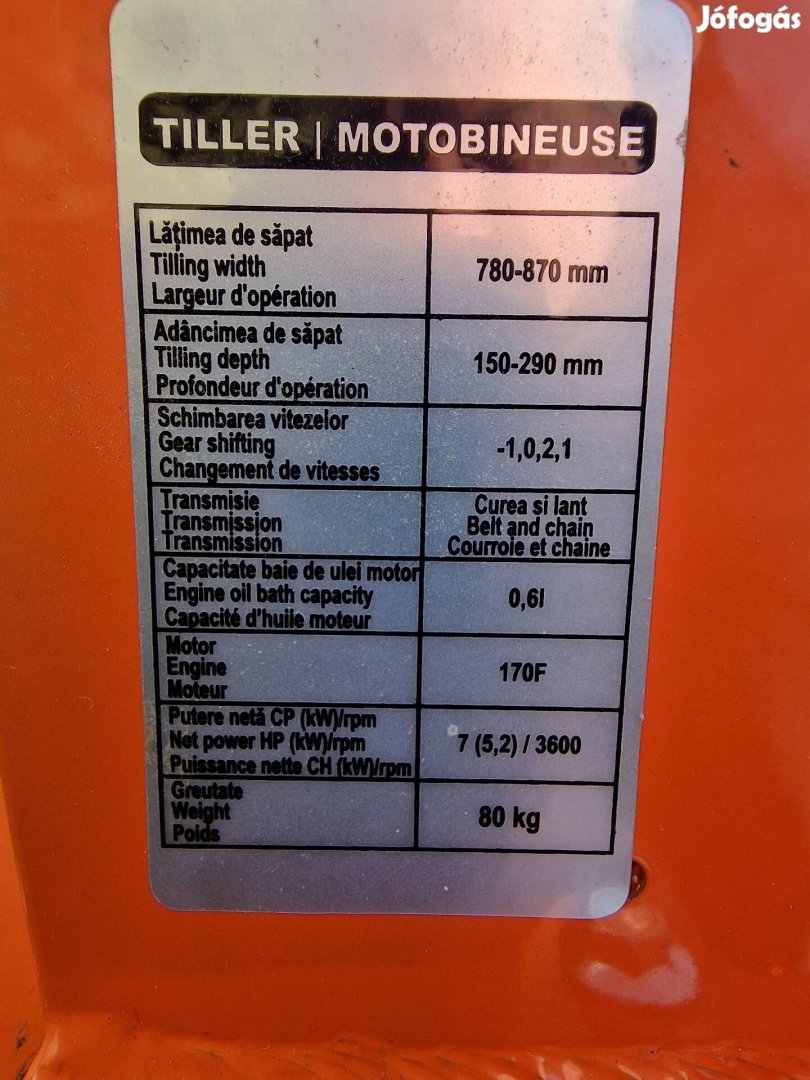 Jófogás
TILLER | MOTOBINEUSE
Lățimea de săpat
Tilling width
Largeur d'opération
780-870 mm
Adâncimea de săpat
Tilling depth
Profondeur d'opération
150-290 mm
Schimbarea vitezelor
Gear shifting
Changement de vitesses
-1,0,2,1
Transmisie
Transmission
Transmission
Curea si lant
Belt and chain
Courroie et chaine
Capacitate baie de ulei motor
Engine oil bath capacity
Capacité d'huile moteur
0,6l
Motor
Engine
Moteur
170F
Putere netă CP (kW)/rpm
Net power HP (kW)/rpm
Puissance nette CH (kW)/rpm
7 (5,2) / 3600
Greutate
Weight
Poids
80 kg